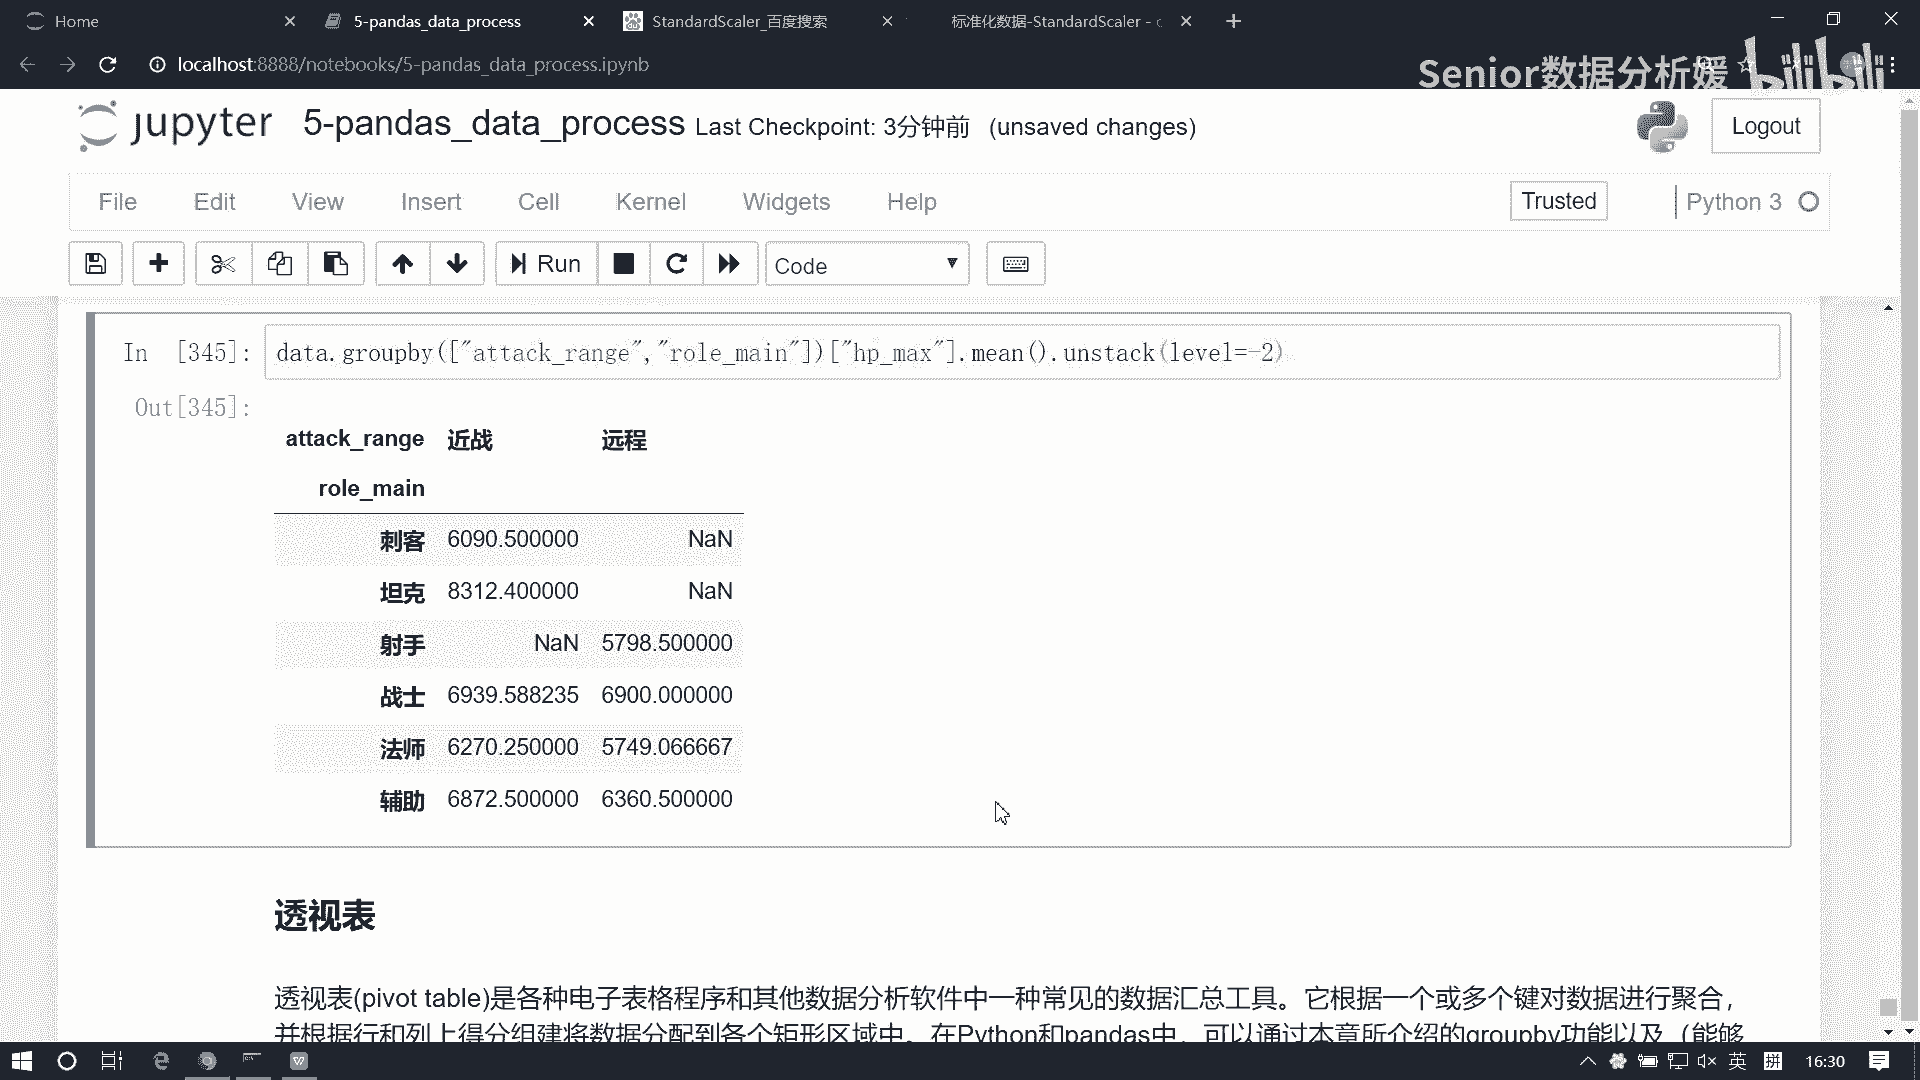 Home
5-pandas_data_process
StandardScaler_百度搜索
标准化数据-StandardScaler - c
localhost:8888/notebooks/5-pandas_data_process.ipynb
Senior数据分析媛 bilibili
jupyter 5-pandas_data_process Last Checkpoint: 3分钟前 (unsaved changes)
Logout
File Edit View Insert Cell Kernel Widgets Help
Trusted
Python 3
Run
Code
In [345]: data.groupby(["attack_range","role_main"])["hp_max"].mean().unstack(level=-2)
Out[345]:
attack_range 近战 远程
role_main
刺客 6090.500000 NaN
坦克 8312.400000 NaN
射手 NaN 5798.500000
战士 6939.588235 6900.000000
法师 6270.250000 5749.066667
辅助 6872.500000 6360.500000
透视表
透视表(pivot table)是各种电子表格程序和其他数据分析软件中一种常见的数据汇总工具。它根据一个或多个键对数据进行聚合，
并根据行和列上得分组建将数据分配到各个矩形区域中。在Python和pandas中，可以通过本章所介绍的groupby功能以及（能够
英 拼 16:30